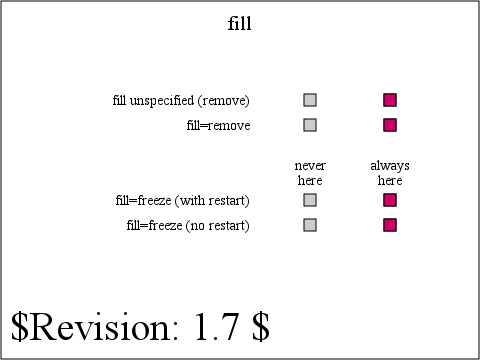 fill
fill unspecified (remove)
fill=remove
never always
here here
fill=freeze (with restart)
fill=freeze (no restart)
$Revision: 1.7 $